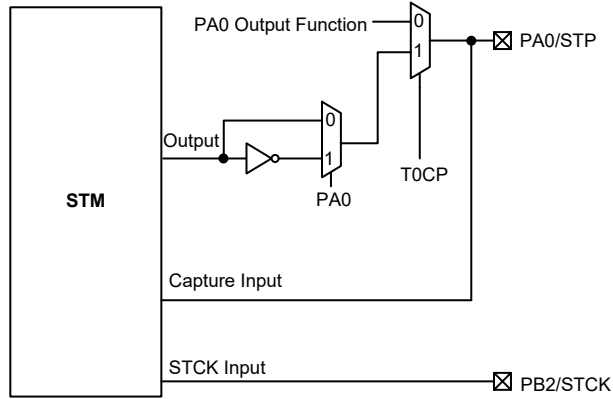 PA0 Output Function
0
1
PA0/STP
Output
0
1
T0CP
PA0
STM
Capture Input
STCK Input
PB2/STCK